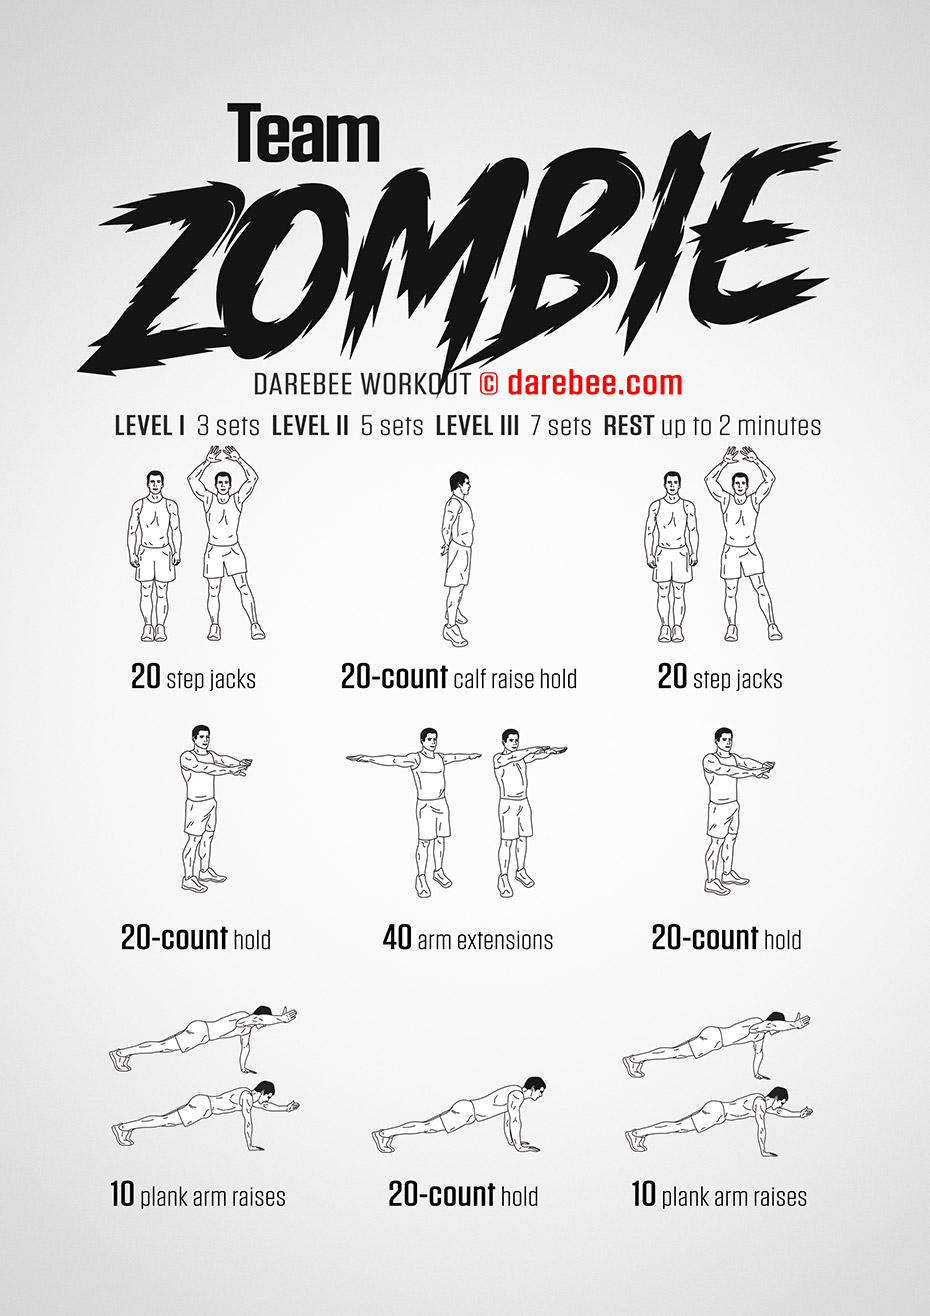 Team
ZOMBIE
DAREBEE WORKOUT © darebee.com
LEVEL I 3 sets LEVEL II 5 sets LEVEL III 7 sets REST up to 2 minutes
20 step jacks
20-count calf raise hold
20 step jacks
20-count hold
40 arm extensions
20-count hold
10 plank arm raises
20-count hold
10 plank arm raises